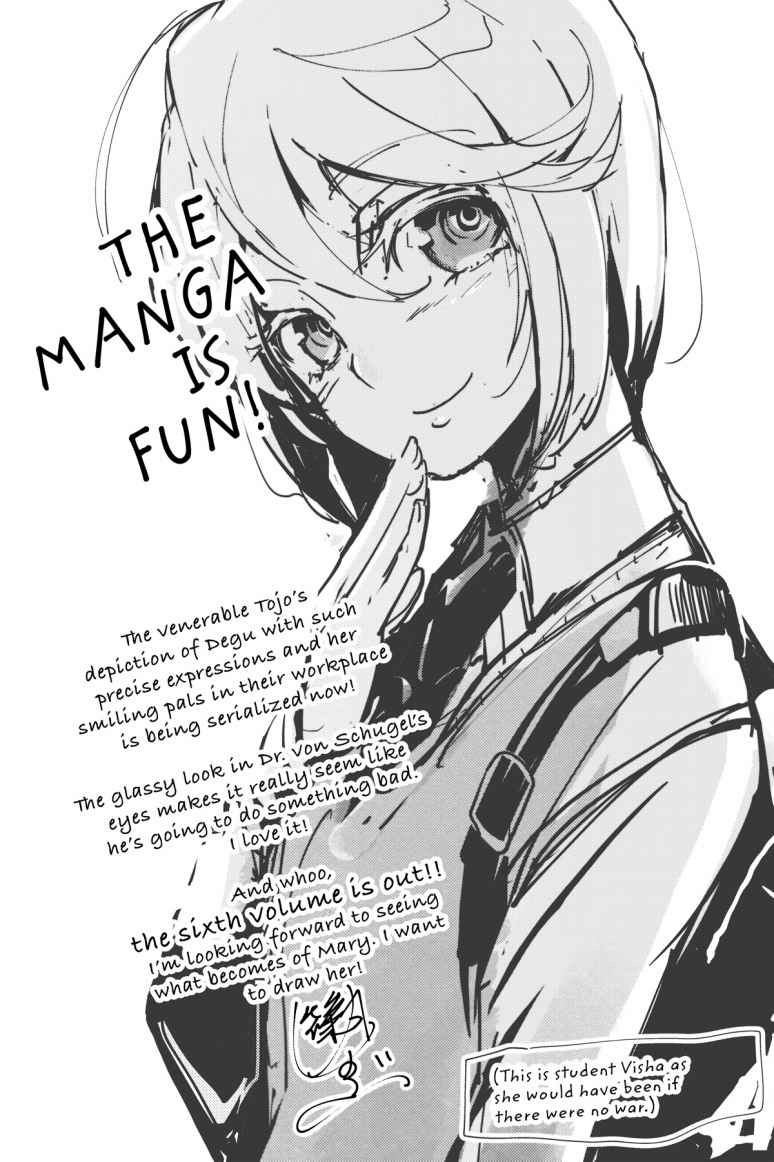 THE
MANGA
IS
FUN!
The venerable Tojo's
depiction of Degu with such
precise expressions and her
smiling pals in their workplace
is being serialized now!
The glassy look in Dr. von Schugel's
eyes makes it really seem like
he's going to do something bad.
I love it!
And whoo,
the sixth volume is out!!
I'm looking forward to seeing
what becomes of Mary. I want
to draw her!
(This is student Visha as
she would have been if
there were no war.)